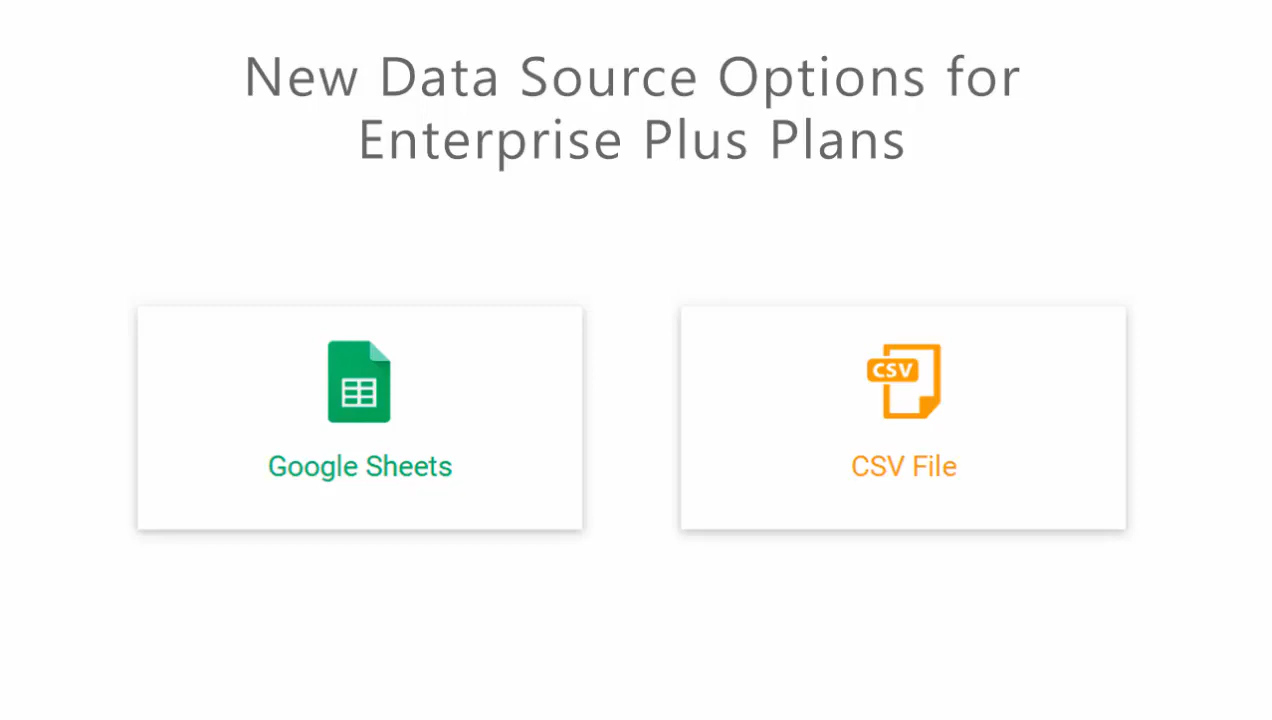 New Data Source Options for
Enterprise Plus Plans
CSV
Google Sheets
CSV File